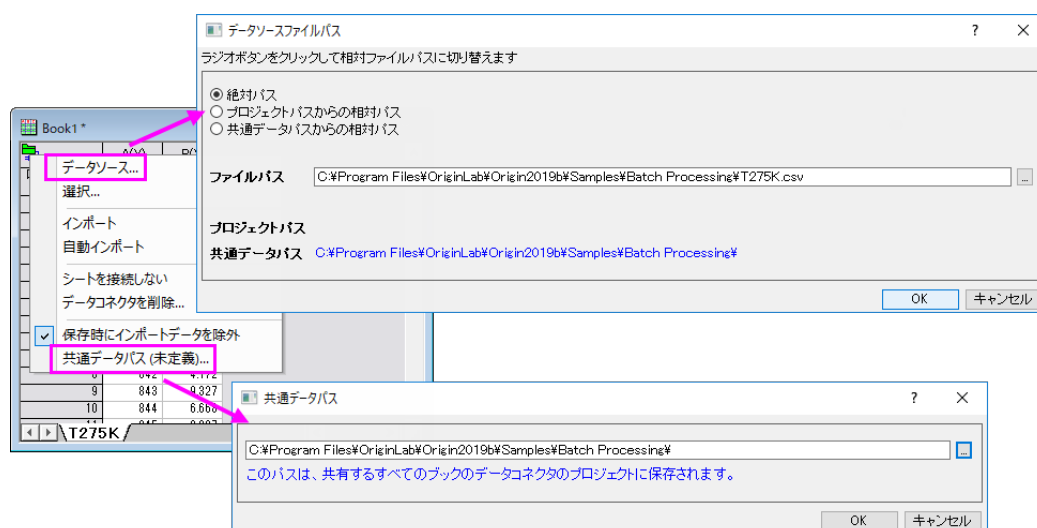 データソースファイルパス
ラジオボタンをクリックして相対ファイルパスに切り替えます
絶対パス
プロジェクトパスからの相対パス
共通データパスからの相対パス
ファイルパス C:¥Program Files¥OriginLab¥Origin2019b¥Samples¥Batch Processing¥T275K.csv ...
プロジェクトパス
共通データパス C:¥Program Files¥OriginLab¥Origin2019b¥Samples¥Batch Processing¥
OK キャンセル
Book1 *
データソース...
選択...
インポート
自動インポート
シートを接続しない
データコネクタを削除...
保存時にインポートデータを除外
共通データパス (未定義)...
9 843 9.327
10 844 6.668
T275K
共通データパス
C:¥Program Files¥OriginLab¥Origin2019b¥Samples¥Batch Processing¥ ...
このパスは、共有するすべてのブックのデータコネクタのプロジェクトに保存されます。
OK キャンセル